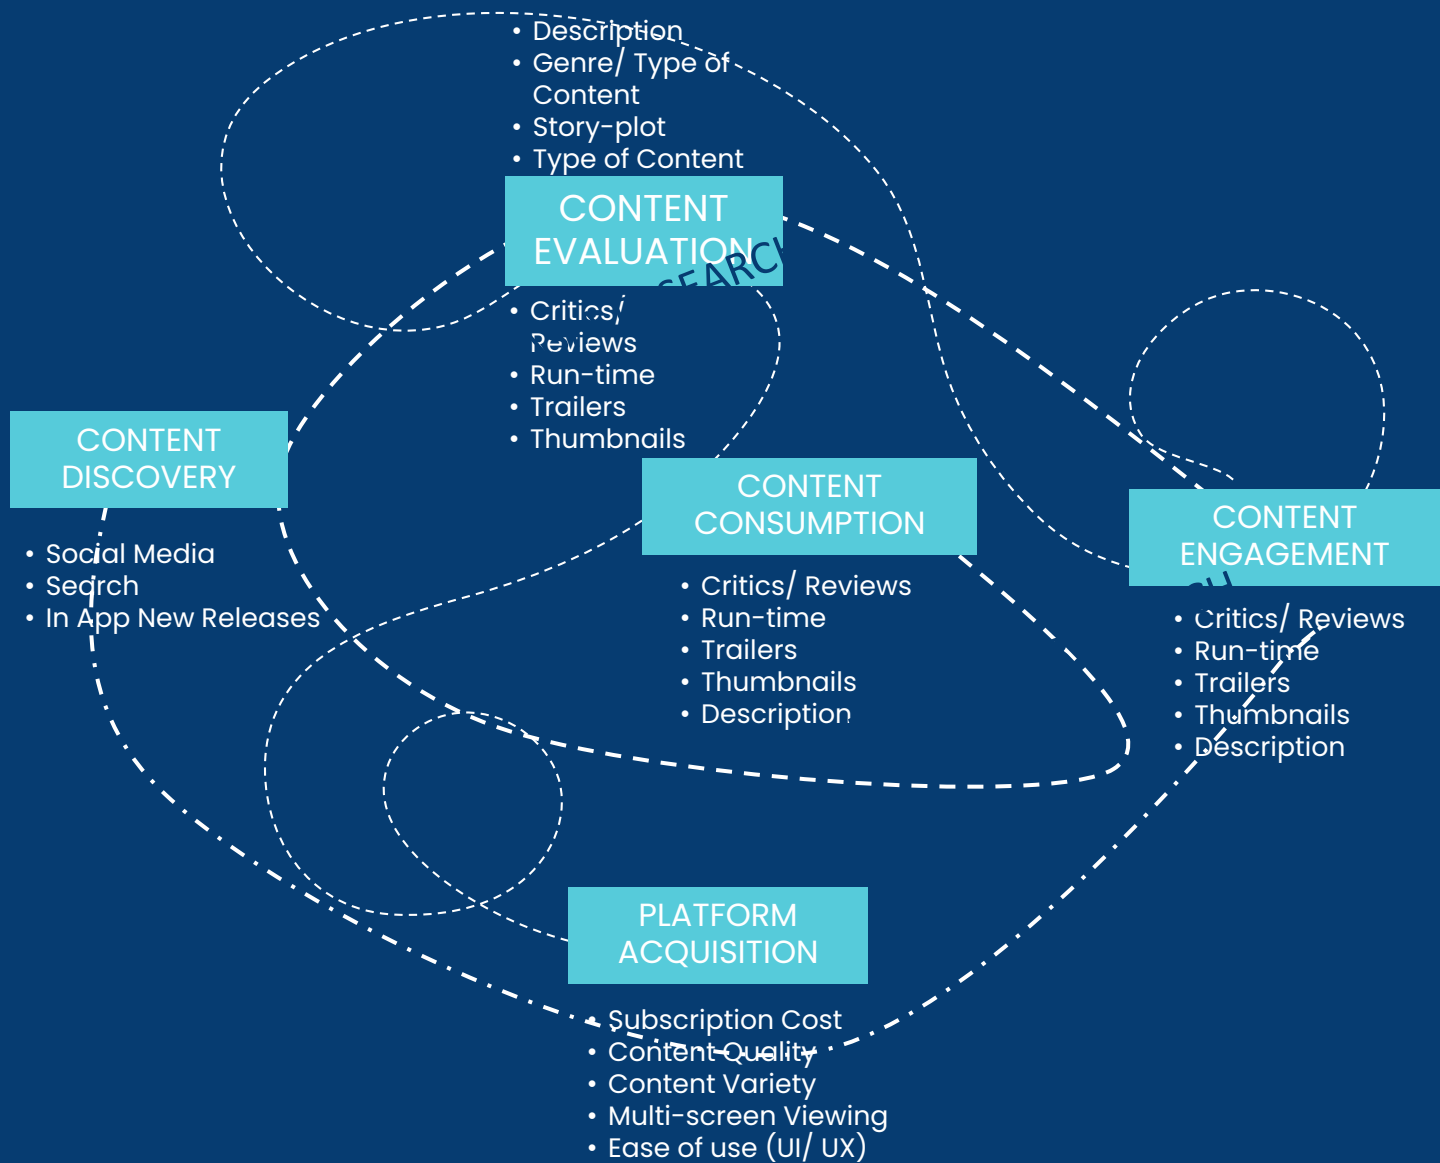 • Description
• Genre/ Type of
Content
• Story-plot
• Type of Content
CONTENT
EVALUATION
• Critics/
Reviews
• Run-time
• Trailers
• Thumbnails
CONTENT
DISCOVERY
• Social Media
• Search
• In App New Releases
CONTENT
CONSUMPTION
• Critics/ Reviews
• Run-time
• Trailers
• Thumbnails
• Description
CONTENT
ENGAGEMENT
• Critics/ Reviews
• Run-time
• Trailers
• Thumbnails
• Description
PLATFORM
ACQUISITION
• Subscription Cost
• Content Quality
• Content Variety
• Multi-screen Viewing
• Ease of use (UI/ UX)